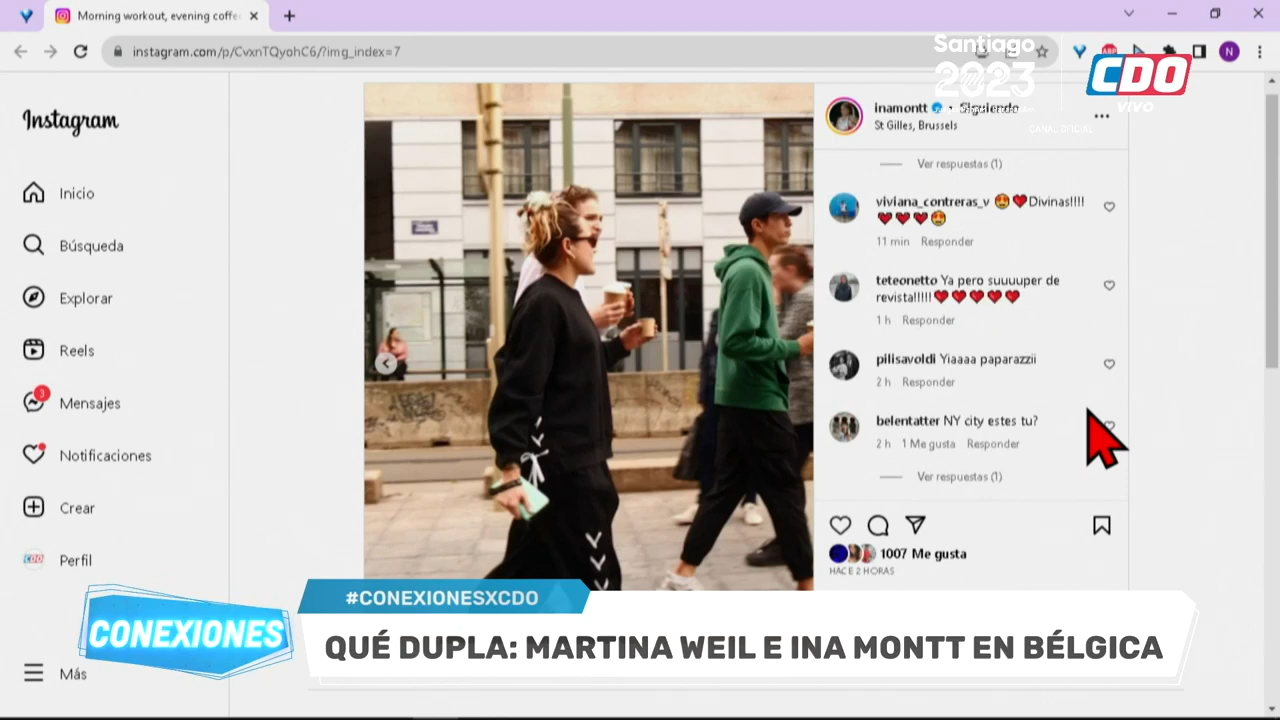 Morning workout, evening coffe
instagram.com/p/CvxnTQyohC6/?img_index=7
N
Santiago
2023
CANAL OFICIAL
CDO
VIVO
Instagram
Inicio
Búsqueda
Explorar
Reels
3
Mensajes
Notificaciones
Crear
CDO
Perfil
Más
inamontt • Siguiendo
St Gilles, Brussels
Ver respuestas (1)
viviana_contreras_v 😍❤️Divinas!!!!
❤️❤️❤️😍
11 min Responder
teteonetto Ya pero suuuuper de
revista!!!!!❤️❤️❤️❤️❤️
1 h Responder
pilisavoldi Yiaaaa paparazzii
2 h Responder
belentatter NY city estes tu?
2 h 1 Me gusta Responder
Ver respuestas (1)
1007 Me gusta
HACE 2 HORAS
#CONEXIONESXCDO
CONEXIONES
QUÉ DUPLA: MARTINA WEIL E INA MONTT EN BÉLGICA